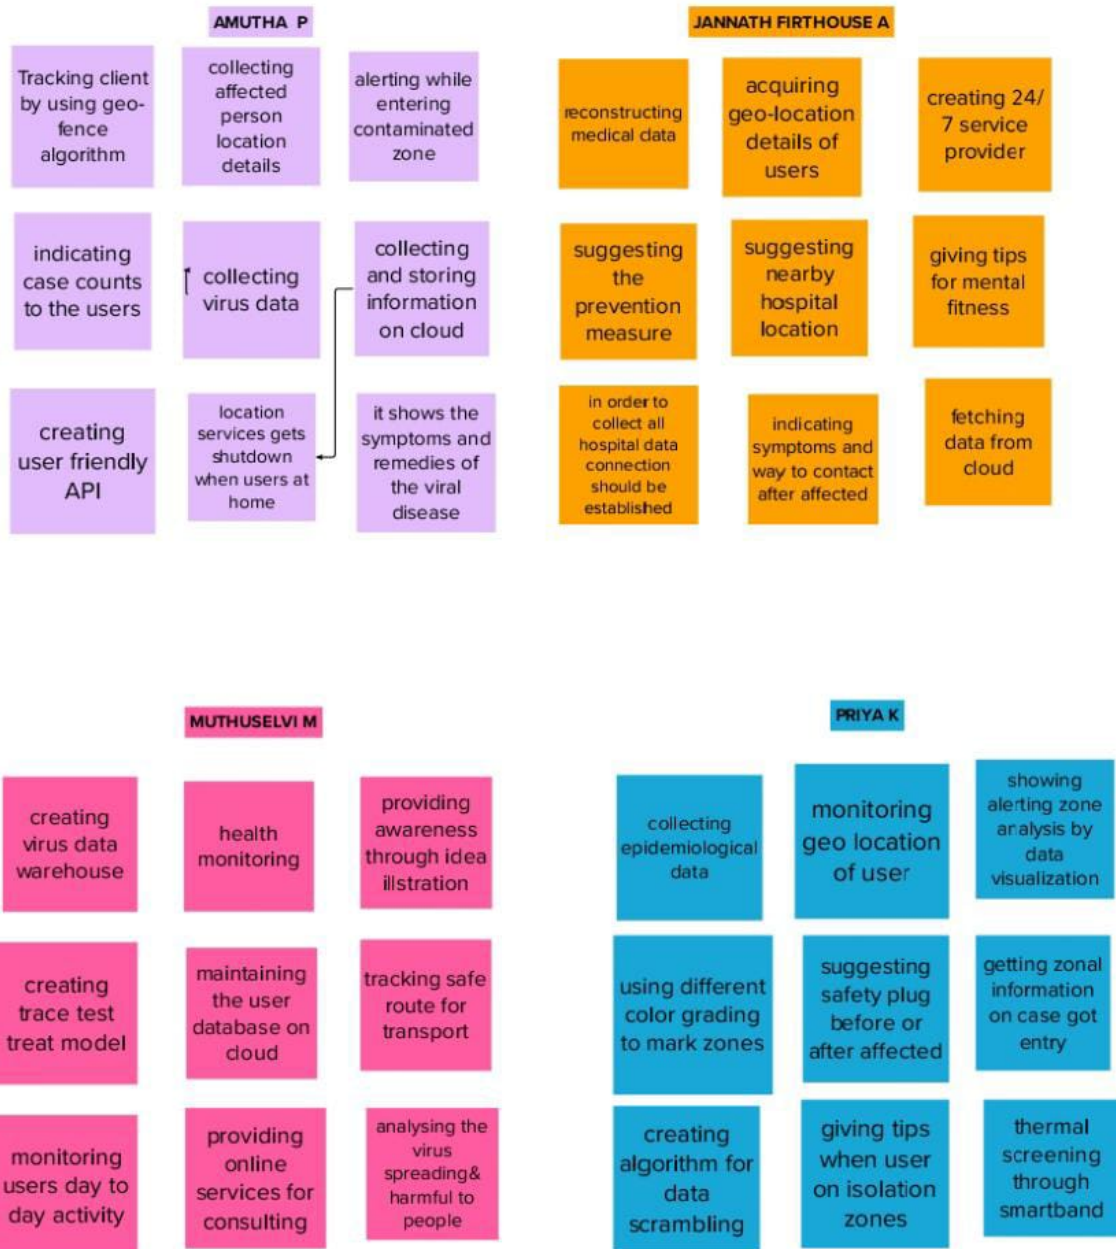 AMUTHA P
Tracking client
by using geo-
fence
algorithm
collecting
affected
person
location
details
alerting while
entering
contaminated
zone
indicating
case counts
to the users
collecting
virus data
collecting
and storing
information
on cloud
creating
user friendly
API
location
services gets
shutdown
when users at
home
it shows the
symptoms and
remedies of
the viral
disease
JANNATH FIRTHOUSE A
reconstructing
medical data
acquiring
geo-location
details of
users
creating 24/
7 service
provider
suggesting
the
prevention
measure
suggesting
nearby
hospital
location
giving tips
for mental
fitness
in order to
collect all
hospital data
connection
should be
established
indicating
symptoms and
way to contact
after affected
fetching
data from
cloud
MUTHUSELVI M
creating
virus data
warehouse
health
monitoring
providing
awareness
through idea
illstration
creating
trace test
treat model
maintaining
the user
database on
cloud
tracking safe
route for
transport
monitoring
users day to
day activity
providing
online
services for
consulting
analysing the
virus
spreading&
harmful to
people
PRIYA K
collecting
epidemiological
data
monitoring
geo location
of user
showing
alerting zone
analysis by
data
visualization
using different
color grading
to mark zones
suggesting
safety plug
before or
after affected
getting zonal
information
on case got
entry
creating
algorithm for
data
scrambling
giving tips
when user
on isolation
zones
thermal
screening
through
smartband